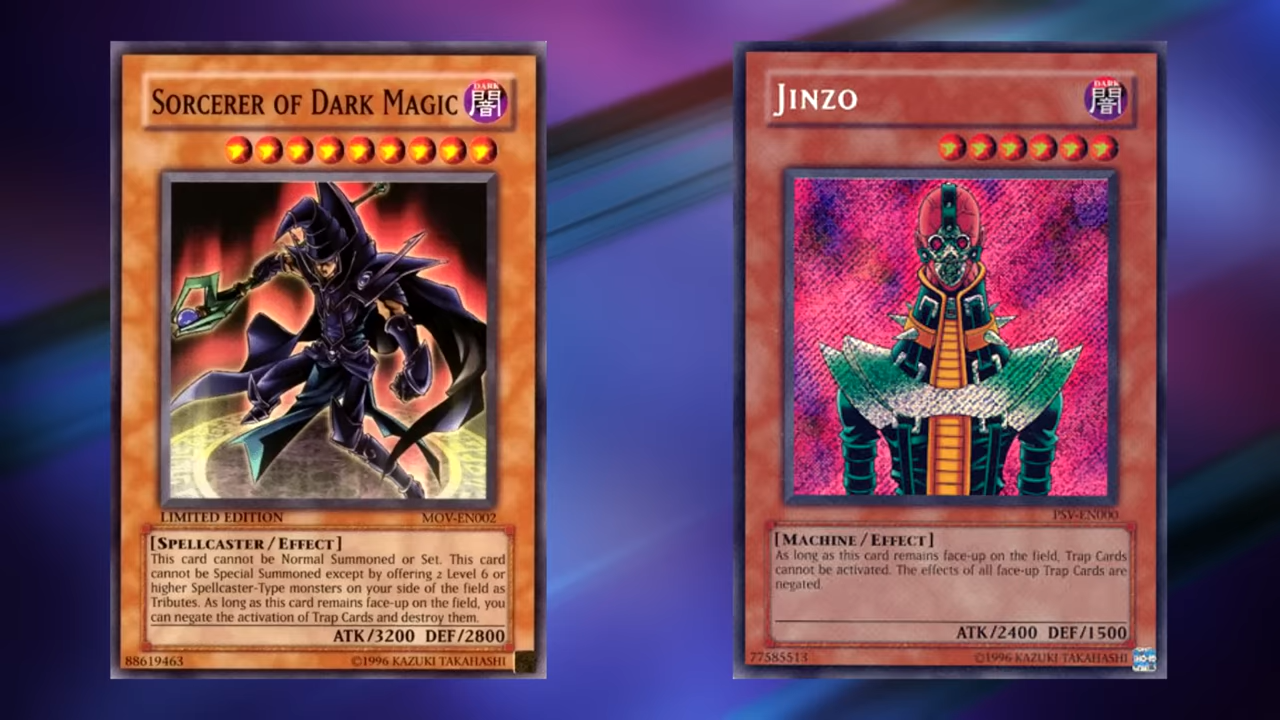 SORCERER OF DARK MAGIC
DARK
闇
LIMITED EDITION
MOV-EN002
[SPELLCASTER / EFFECT]
This card cannot be Normal Summoned or Set. This card
cannot be Special Summoned except by offering 2 Level 6 or
higher Spellcaster-Type monsters on your side of the field as
Tributes. As long as this card remains face-up on the field, you
can negate the activation of Trap Cards and destroy them.
ATK/3200 DEF/2800
88619463
©1996 KAZUKI TAKAHASHI
JINZO
DARK
闇
PSV-EN000
[MACHINE / EFFECT]
As long as this card remains face-up on the field, Trap Cards
cannot be activated. The effects of all face-up Trap Cards are
negated.
ATK/2400 DEF/1500
77585513
©1996 KAZUKI TAKAHASHI